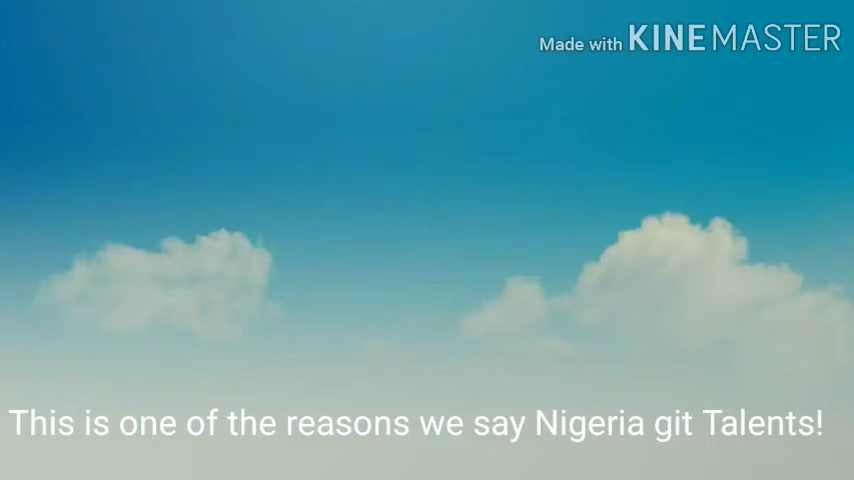 Made with KINEMASTER
This is one of the reasons we say Nigeria git Talents!